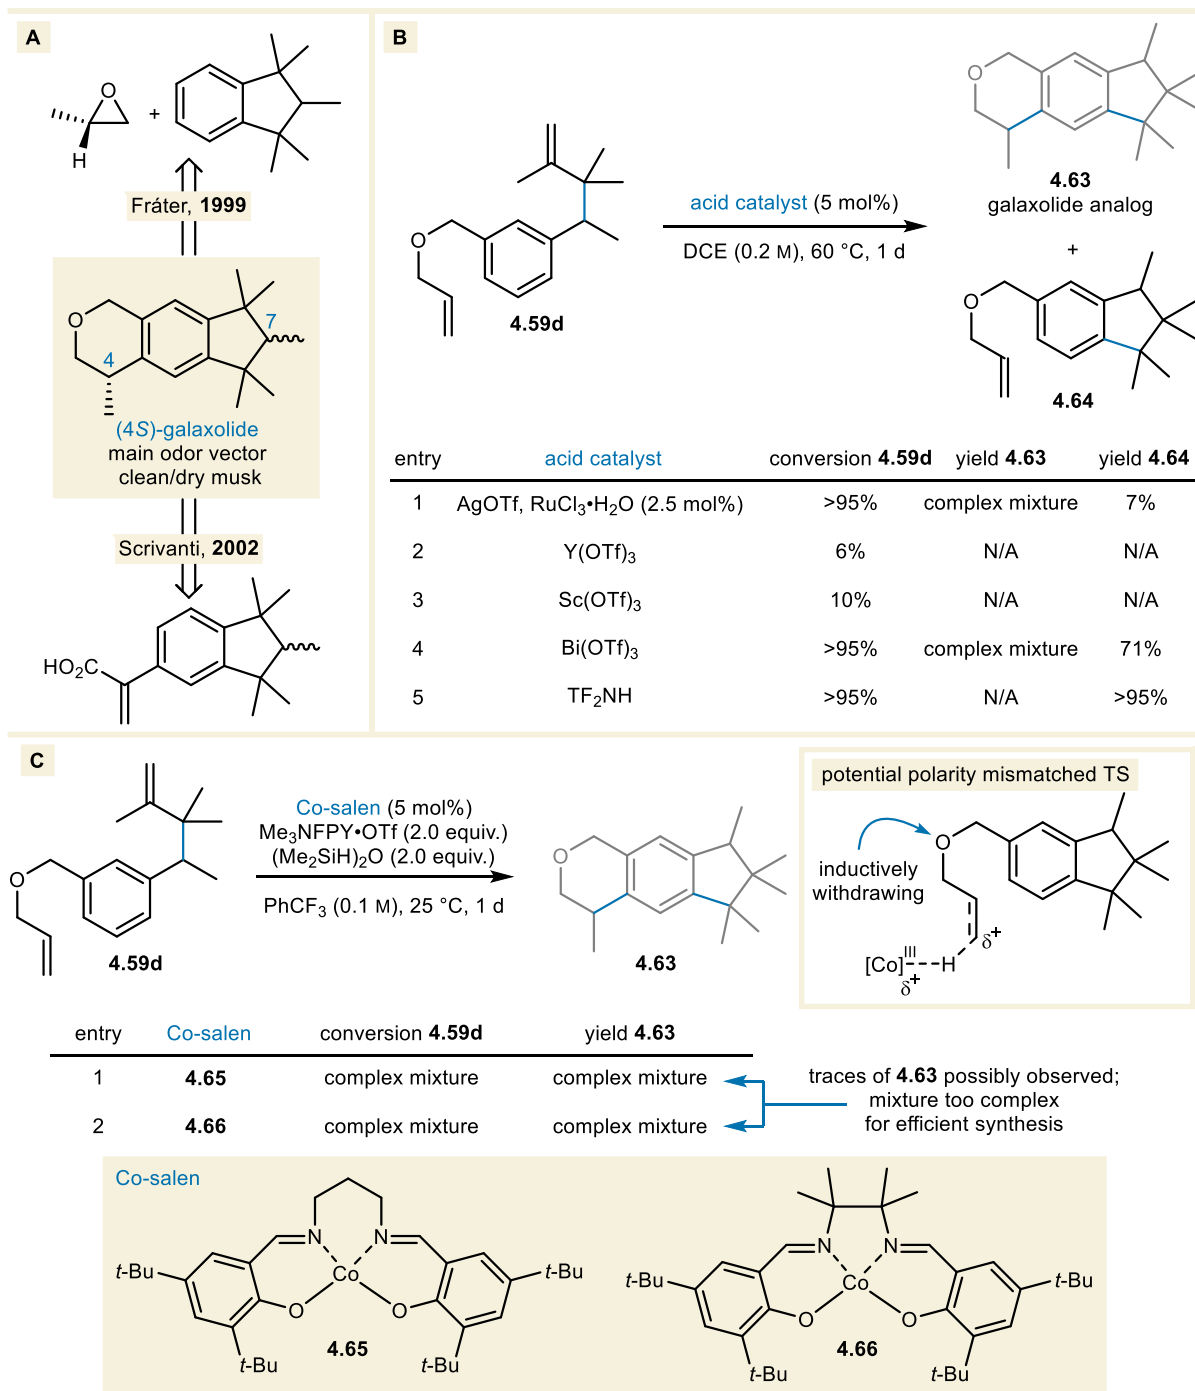 A
O
H
+
Fráter, 1999
O
4
7
(4S)-galaxolide
main odor vector
clean/dry musk
Scrivanti, 2002
HO2C
B
O
4.59d
acid catalyst (5 mol%)
DCE (0.2 M), 60 °C, 1 d
O
4.63
galaxolide analog
+
O
4.64
entry acid catalyst conversion 4.59d yield 4.63 yield 4.64
1 AgOTf, RuCl3•H2O (2.5 mol%) >95% complex mixture 7%
2 Y(OTf)3 6% N/A N/A
3 Sc(OTf)3 10% N/A N/A
4 Bi(OTf)3 >95% complex mixture 71%
5 TF2NH >95% N/A >95%
C
O
4.59d
Co-salen (5 mol%)
Me3NFPY•OTf (2.0 equiv.)
(Me2SiH)2O (2.0 equiv.)
PhCF3 (0.1 M), 25 °C, 1 d
O
4.63
potential polarity mismatched TS
O
inductively
withdrawing
δ+
[Co]III H
δ+
entry Co-salen conversion 4.59d yield 4.63
1 4.65 complex mixture complex mixture
2 4.66 complex mixture complex mixture
traces of 4.63 possibly observed;
mixture too complex
for efficient synthesis
Co-salen
N N
Co
O O
t-Bu t-Bu
t-Bu t-Bu
4.65
N N
Co
O O
t-Bu t-Bu
t-Bu t-Bu
4.66